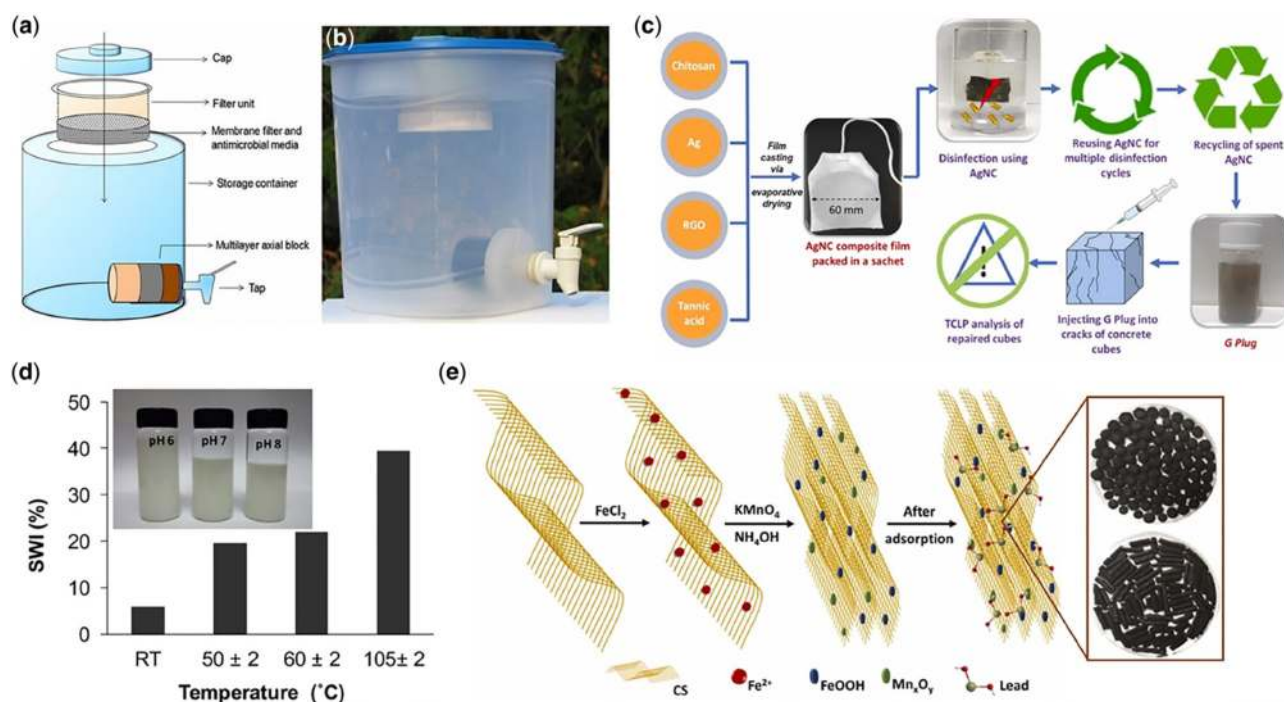 (a)
Cap
Filter unit
Membrane filter and
antimicrobial media
Storage container
Multilayer axial block
Tap
(b)
(c)
Chitosan
Ag
RGO
Tannic
acid
Film
casting via
evaporative
drying
60 mm
AgNC composite film
packed in a sachet
Disinfection using
AgNC
Reusing AgNC for
multiple disinfection
cycles
Recycling of spent
AgNC
G Plug
Injecting G Plug into
cracks of concrete
cubes
TCLP analysis of
repaired cubes
(d)
SWI (%)
50
40
30
20
10
0
pH 6
pH 7
pH 8
RT
50 ± 2
60 ± 2
105± 2
Temperature (˚C)
(e)
FeCl₂
KMnO₄
NH₄OH
After
adsorption
CS
Fe²⁺
FeOOH
MnₓOᵧ
Lead